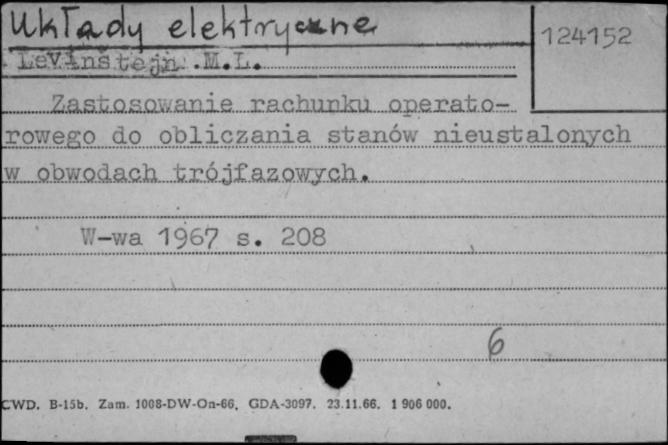 Układy elektryczne
124152
Levinštejn M.L.
Zastosowanie rachunku operato-
rowego do obliczania stanów nieustalonych
w obwodach trójfazowych.
W-wa 1967 s. 208
6
CWD. B-15b. Zam. 1008-DW-On-66, GDA-3097. 23.11.66. 1 906 000.